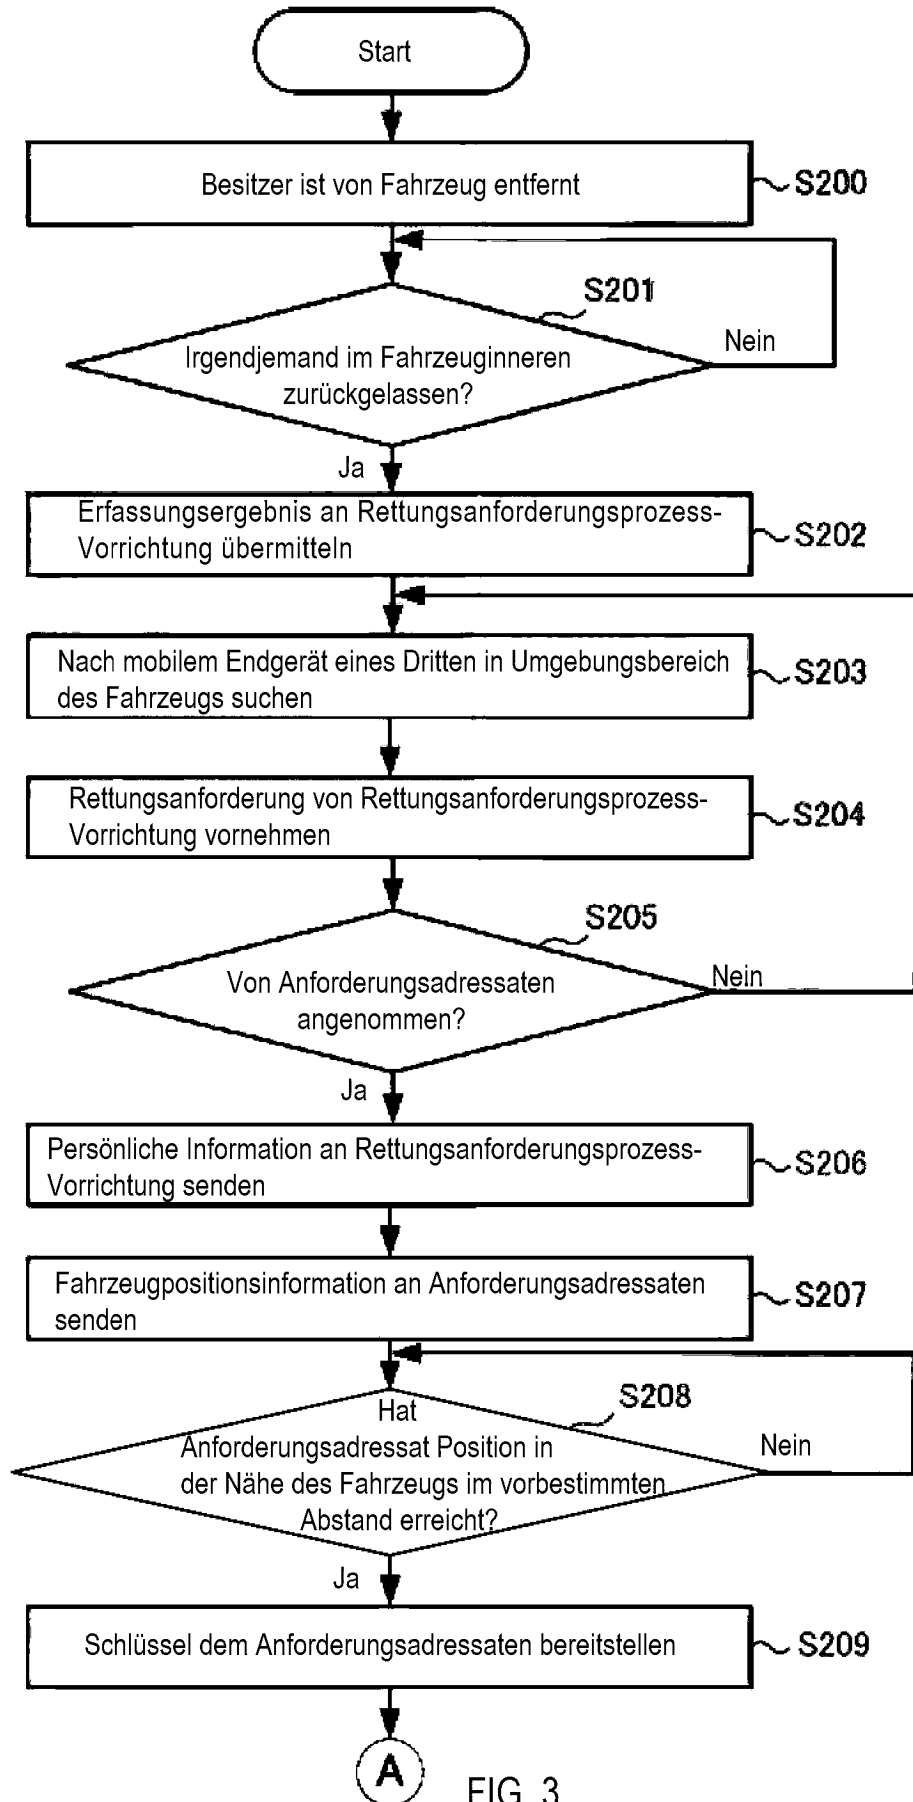 Start
Besitzer ist von Fahrzeug entfernt
S200
S201
Irgendjemand im Fahrzeuginneren
zurückgelassen?
Nein
Ja
Erfassungsergebnis an Rettungsanforderungsprozess-
Vorrichtung übermitteln
S202
Nach mobilem Endgerät eines Dritten in Umgebungsbereich
des Fahrzeugs suchen
S203
Rettungsanforderung von Rettungsanforderungsprozess-
Vorrichtung vornehmen
S204
S205
Von Anforderungsadressaten
angenommen?
Nein
Ja
Persönliche Information an Rettungsanforderungsprozess-
Vorrichtung senden
S206
Fahrzeugpositionsinformation an Anforderungsadressaten
senden
S207
S208
Hat
Anforderungsadressat Position in
der Nähe des Fahrzeugs im vorbestimmten
Abstand erreicht?
Nein
Ja
Schlüssel dem Anforderungsadressaten bereitstellen
S209
A
FIG. 3